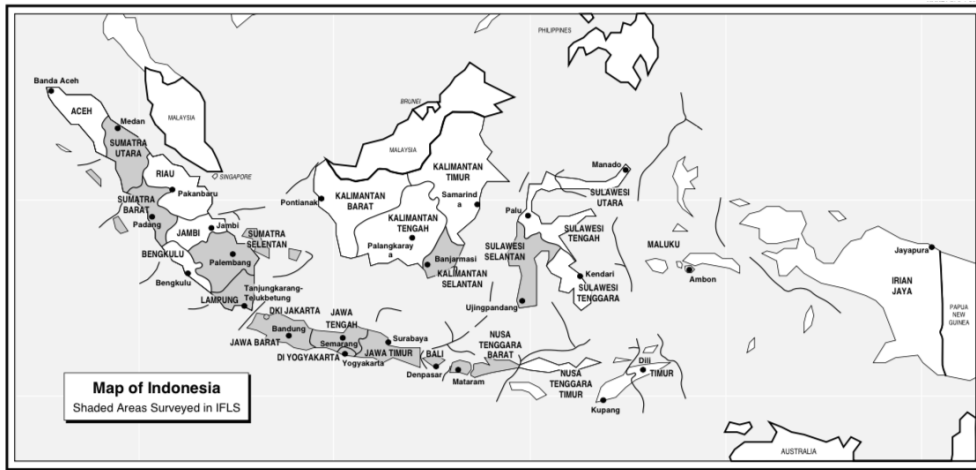 PHILIPPINES
Banda Aceh
ACEH
Medan
MALAYSIA
BRUNEI
SUMATRA
UTARA
MALAYSIA
KALIMANTAN
TIMUR
RIAU
SINGAPORE
Manado
Pakanbaru
KALIMANTAN
BARAT
Samarind
a
SULAWESI
UTARA
SUMATRA
BARAT
Pontianak
Padang
KALIMANTAN
TENGAH
Palu
JAMBI
Jambi
SUMATRA
SELENTAN
SULAWESI
TENGAH
MALUKU
Palangkaray
a
SULAWESI
SELANTAN
Jayapura
BENGKULU
Palembang
Banjarmasi
n
KALIMANTAN
SELANTAN
Kendari
Ambon
Bengkulu
IRIAN
JAYA
SULAWESI
TENGGARA
Tanjungkarang-
Tejukbetung
LAMPUNG
Ujingpandang
PAPUA
NEW
GUINEA
DKI JAKARTA
JAWA
TENGAH
Bandung
JAWA BARAT
Semarang
Surabaya
NUSA
TENGGARA
BARAT
DI YOGYAKARTA
Yogyakarta
JAWA TIMUR
BALI
Dili
TIMUR
Denpasar
Mataram
NUSA
TENGGARA
TIMUR
Kupang
Map of Indonesia
Shaded Areas Surveyed in IFLS
AUSTRALIA